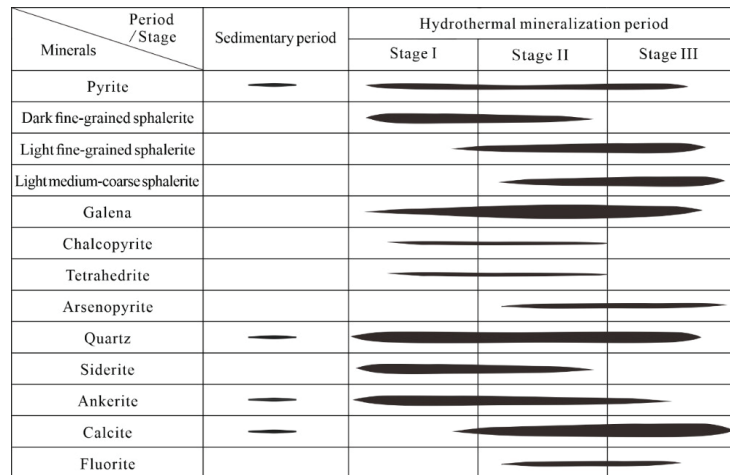 Period
/Stage
Minerals
Sedimentary period
Hydrothermal mineralization period
Stage I
Stage II
Stage III
Pyrite
Dark fine-grained sphalerite
Light fine-grained sphalerite
Light medium-coarse sphalerite
Galena
Chalcopyrite
Tetrahedrite
Arsenopyrite
Quartz
Siderite
Ankerite
Calcite
Fluorite